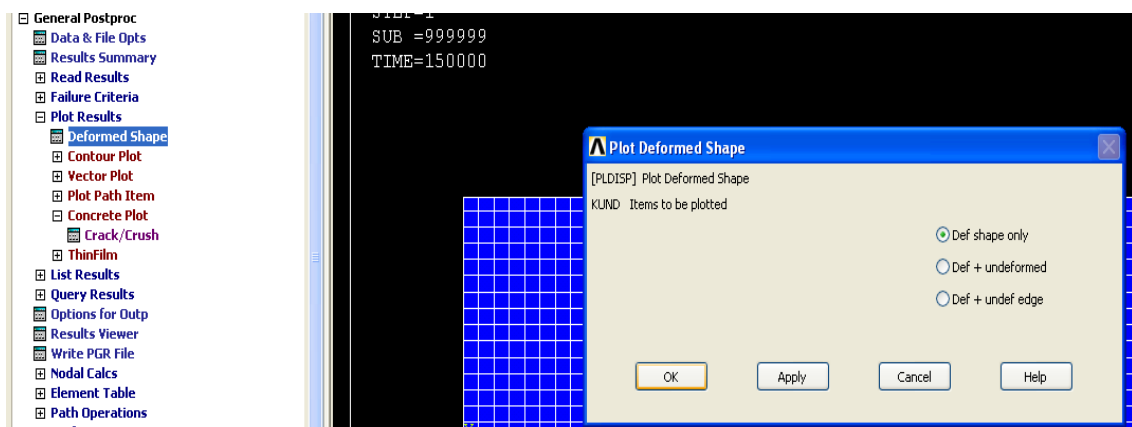 General Postproc
Data & File Opts
Results Summary
Read Results
Failure Criteria
Plot Results
Deformed Shape
Contour Plot
Vector Plot
Plot Path Item
Concrete Plot
Crack/Crush
ThinFilm
List Results
Query Results
Options for Outp
Results Viewer
Write PGR File
Nodal Calcs
Element Table
Path Operations
STEP=1
SUB =999999
TIME=150000
Plot Deformed Shape
[PLDISP] Plot Deformed Shape
KUND Items to be plotted
Def shape only
Def + undeformed
Def + undef edge
OK Apply Cancel Help